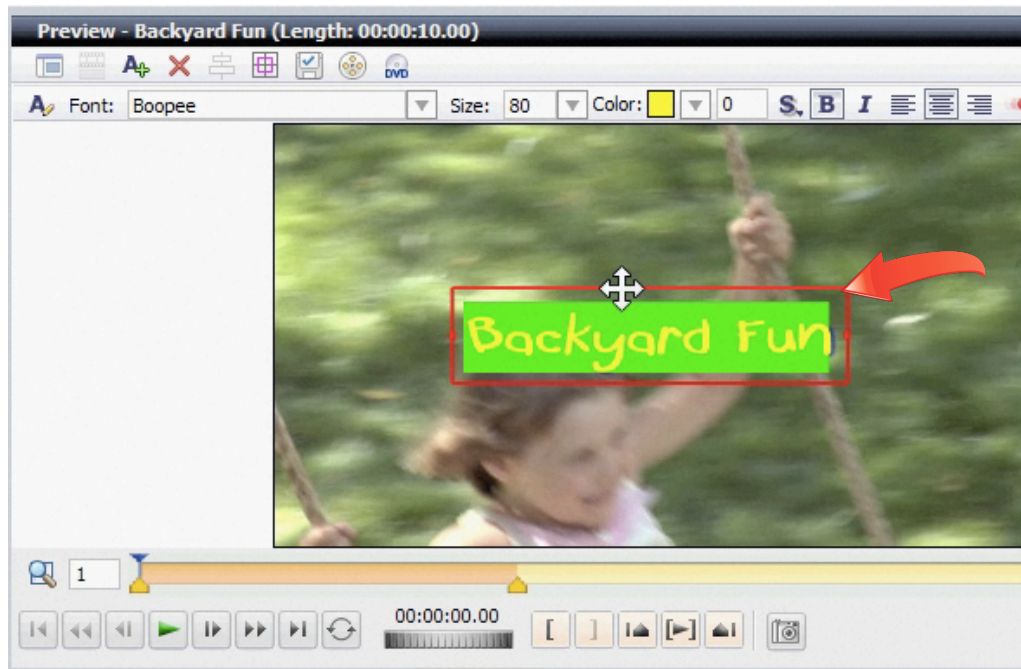 Preview - Backyard Fun (Length: 00:00:10.00)
DVD
Font: Boopee Size: 80 Color: 0 S B I
Backyard Fun
1
00:00:00.00